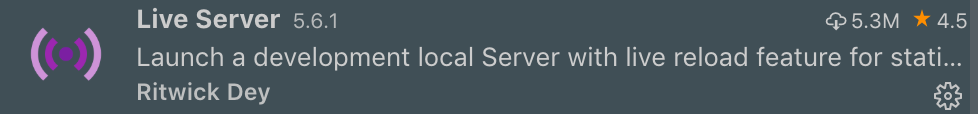 Live Server 5.6.1 5.3M 4.5
Launch a development local Server with live reload feature for stati...
Ritwick Dey